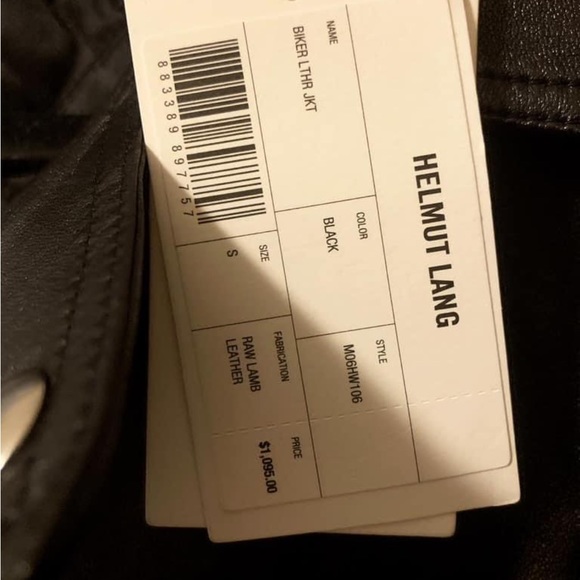 HELMUT LANG
NAME
BIKER LTHR JKT
COLOR
BLACK
STYLE
M06HW106
SIZE
S
FABRICATION
RAW LAMB
LEATHER
PRICE
$1,095.00
883389897757